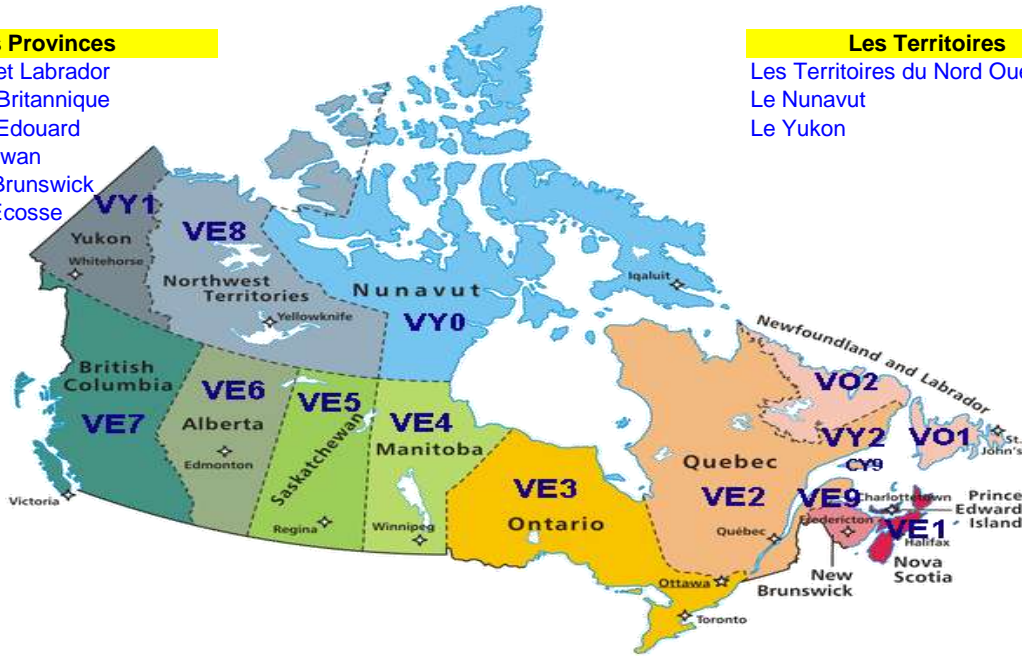 s Provinces
et Labrador
Britannique
Edouard
wan
Brunswick
Ecosse
Les Territoires
Les Territoires du Nord Oue
Le Nunavut
Le Yukon
VY1
Yukon
Whitehorse
VE8
Northwest
Territories
Yellowknife
Nunavut
VY0
Iqaluit
British
Columbia
VE7
Victoria
VE6
Alberta
Edmonton
VE5
Saskatchewan
Regina
VE4
Manitoba
Winnipeg
VE3
Ontario
Ottawa
Toronto
Quebec
VE2
Québec
Newfoundland and Labrador
VO2
VY2
VO1
St.
John's
CY9
VE9
Charlottetown
Prince
Edward
Island
Fredericton
VE1
Halifax
Nova
Scotia
New
Brunswick